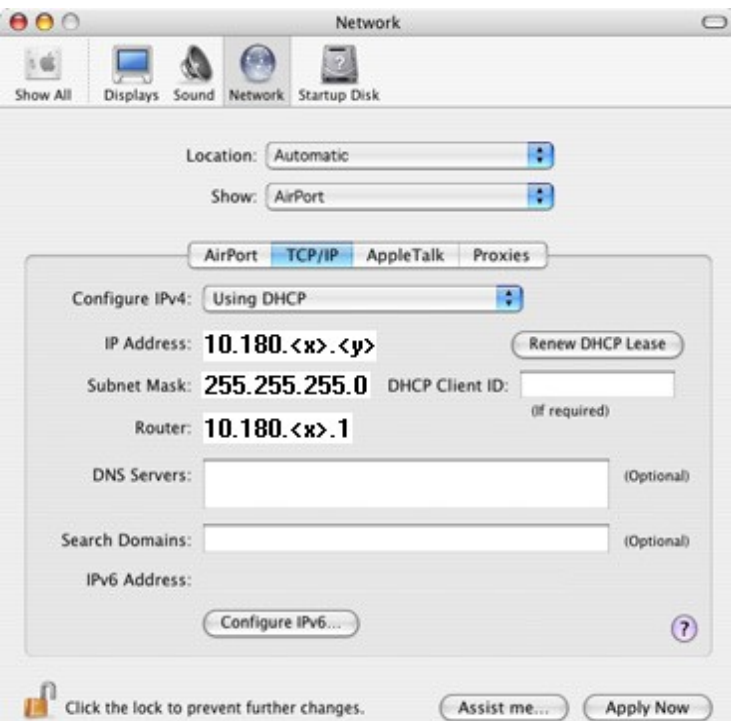 Network
Show All Displays Sound Network Startup Disk
Location: Automatic
Show: AirPort
AirPort TCP/IP AppleTalk Proxies
Configure IPv4: Using DHCP
IP Address: 10.180.<x>.<y> Renew DHCP Lease
Subnet Mask: 255.255.255.0 DHCP Client ID:
(If required)
Router: 10.180.<x>.1
DNS Servers: (Optional)
Search Domains: (Optional)
IPv6 Address:
Configure IPv6... ?
Click the lock to prevent further changes. Assist me... Apply Now